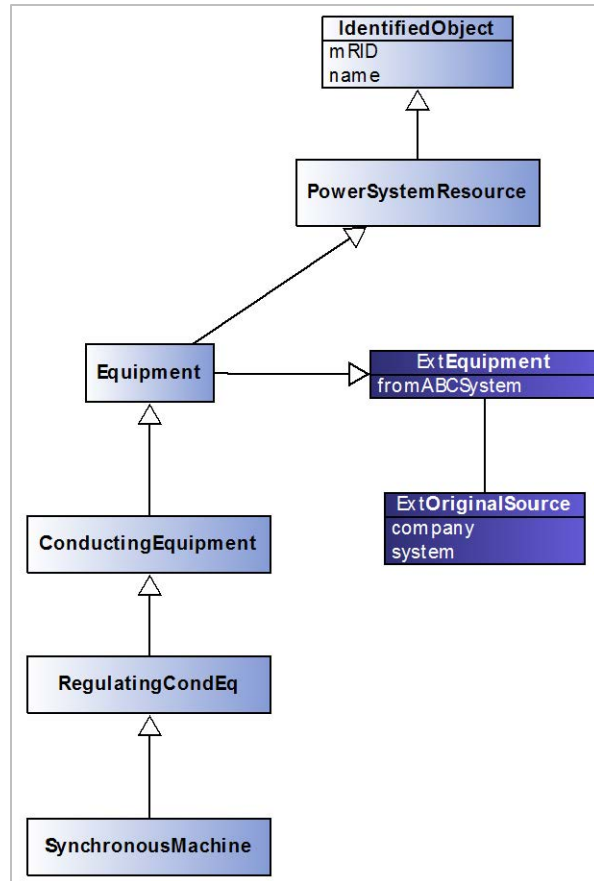 IdentifiedObject
mRID
name
PowerSystemResource
Equipment
ExtEquipment
fromABCSystem
ExtOriginalSource
company
system
ConductingEquipment
RegulatingCondEq
SynchronousMachine